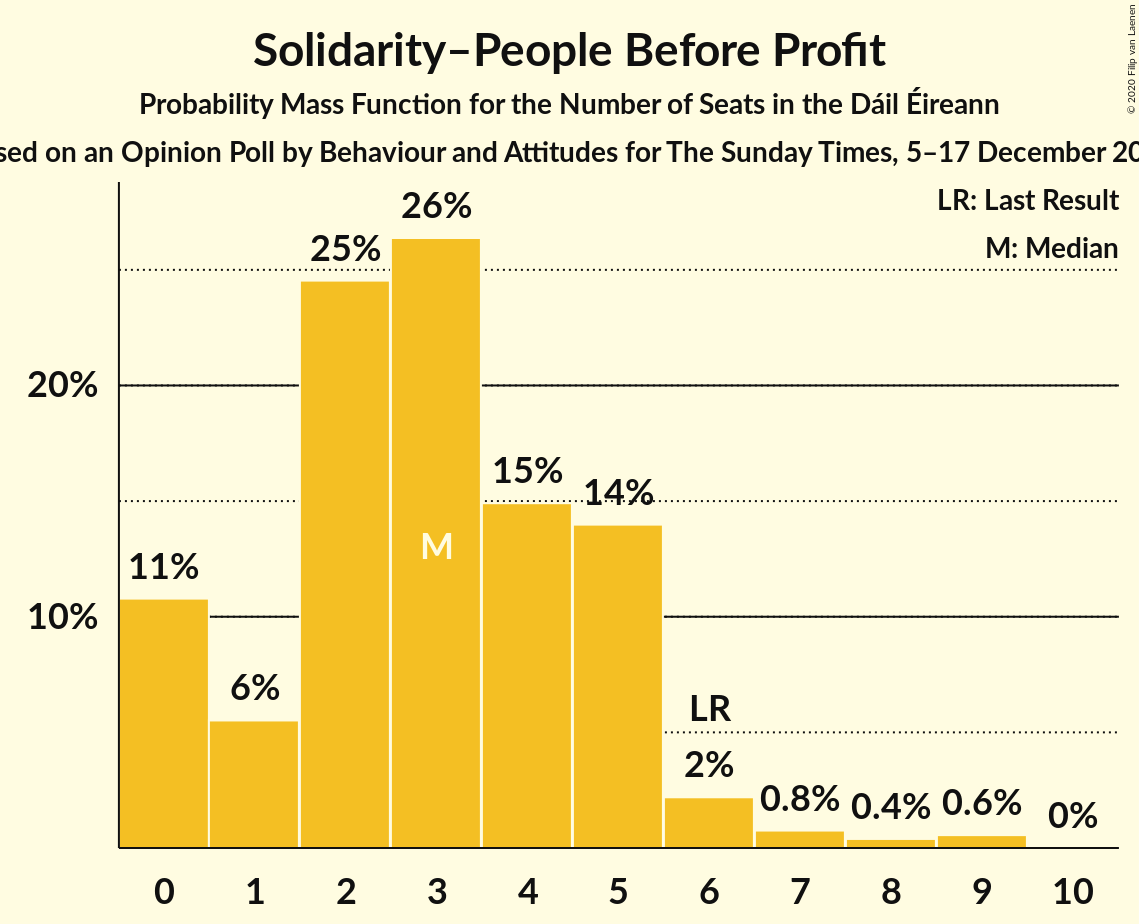 Solidarity–People Before Profit
Probability Mass Function for the Number of Seats in the Dáil Éireann
on an Opinion Poll by Behaviour and Attitudes for The Sunday Times, 5–17 December
© 2020 Filip van Laenen
LR: Last Result
M: Median
26%
25%
20%
15%
14%
M
11%
10%
6%
LR
2%
0.8%
0.4%
0.6%
0%
0 1 2 3 4 5 6 7 8 9 10